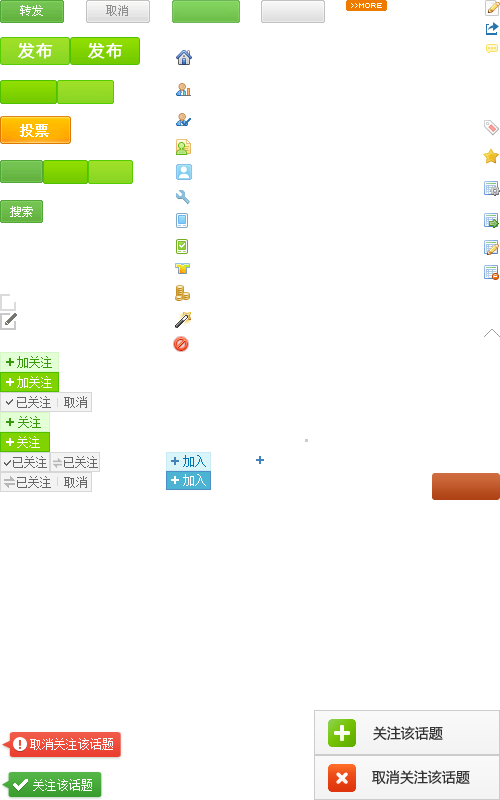 转发 取消 >>MORE
发布 发布
投票
搜索
加关注
加关注
已关注 | 取消
关注
关注
已关注 已关注
加入
已关注 | 取消
加入
关注该话题
取消关注该话题
取消关注该话题
关注该话题